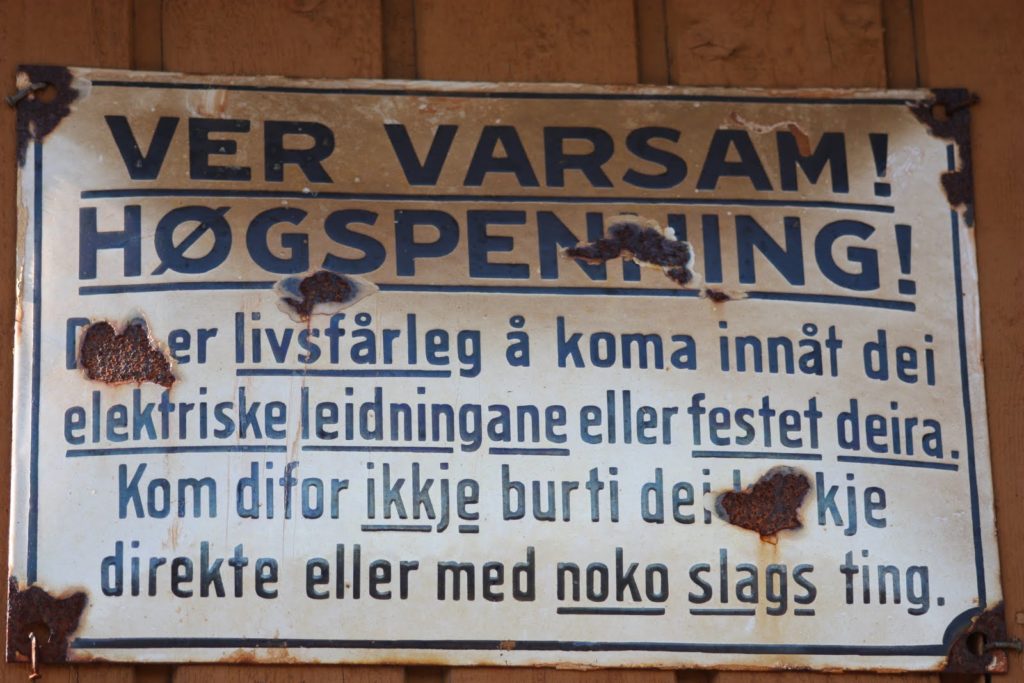 VER VARSAM!
HØGSPENNING!
er livsfårleg å koma innåt dei
elektriske leidningane eller festet deira.
Kom difor ikkje burti dei
direkte eller med noko slags ting.